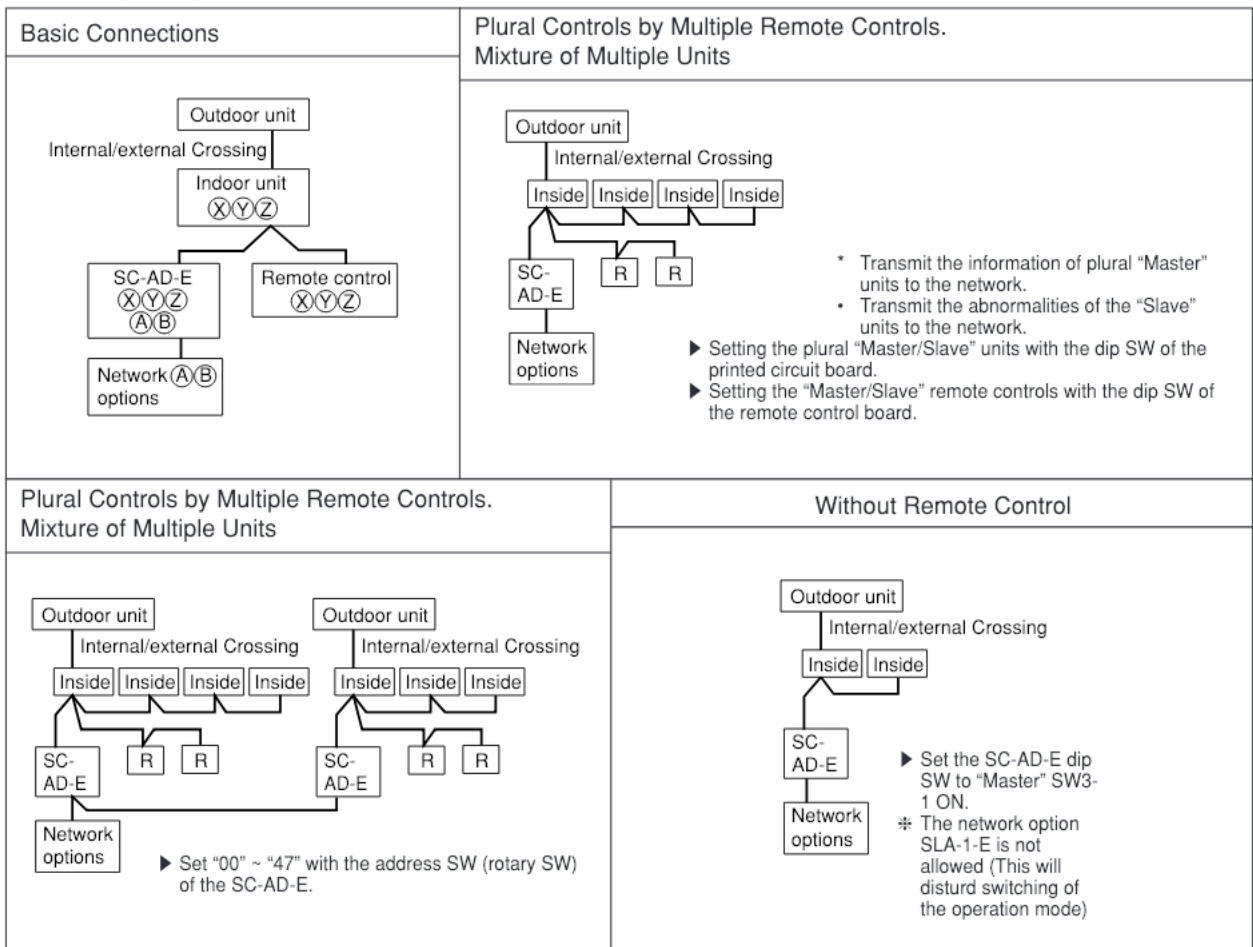 Basic Connections
Outdoor unit
Internal/external Crossing
Indoor unit
ⓍⓎⓏ
SC-AD-E
ⓍⓎⓏ
ⒶⒷ
Remote control
ⓍⓎⓏ
Network ⒶⒷ
options
Plural Controls by Multiple Remote Controls.
Mixture of Multiple Units
Outdoor unit
Internal/external Crossing
Inside Inside Inside Inside
SC-
AD-E
R R
Network
options
* Transmit the information of plural “Master”
units to the network.
• Transmit the abnormalities of the “Slave”
units to the network.
▶ Setting the plural “Master/Slave” units with the dip SW of the
printed circuit board.
▶ Setting the “Master/Slave” remote controls with the dip SW of
the remote control board.
Plural Controls by Multiple Remote Controls.
Mixture of Multiple Units
Outdoor unit
Internal/external Crossing
Inside Inside Inside Inside
SC-
AD-E
R R
Network
options
Outdoor unit
Internal/external Crossing
Inside Inside Inside
SC-
AD-E
R R
▶ Set “00” ~ “47” with the address SW (rotary SW)
of the SC-AD-E.
Without Remote Control
Outdoor unit
Internal/external Crossing
Inside Inside
SC-
AD-E
Network
options
▶ Set the SC-AD-E dip
SW to “Master” SW3-
1 ON.
⁜ The network option
SLA-1-E is not
allowed (This will
disturd switching of
the operation mode)